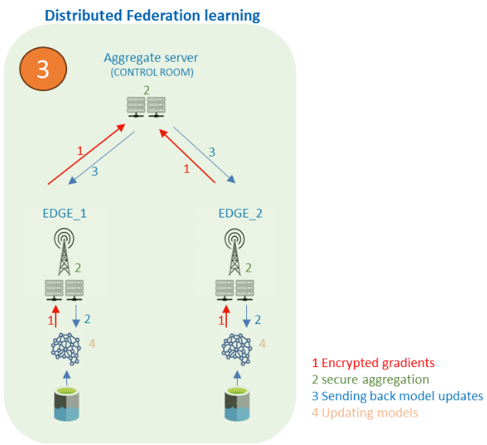 Distributed Federation learning
3
Aggregate server
(CONTROL ROOM)
2
1
3
3
1
EDGE_1
EDGE_2
2
2
1
2
1
2
4
4
1 Encrypted gradients
2 secure aggregation
3 Sending back model updates
4 Updating models